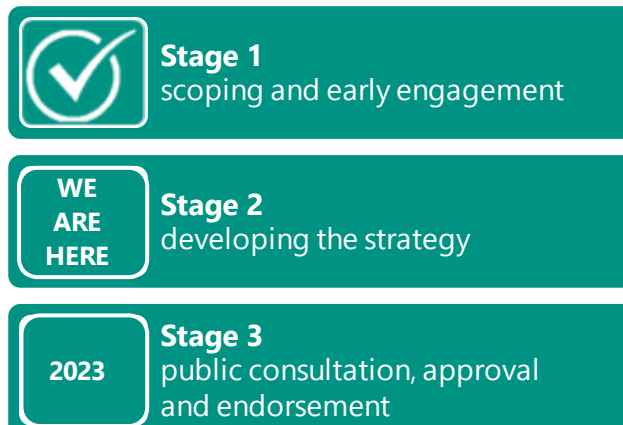 Stage 1
scoping and early engagement
WE
ARE
HERE
Stage 2
developing the strategy
2023
Stage 3
public consultation, approval
and endorsement